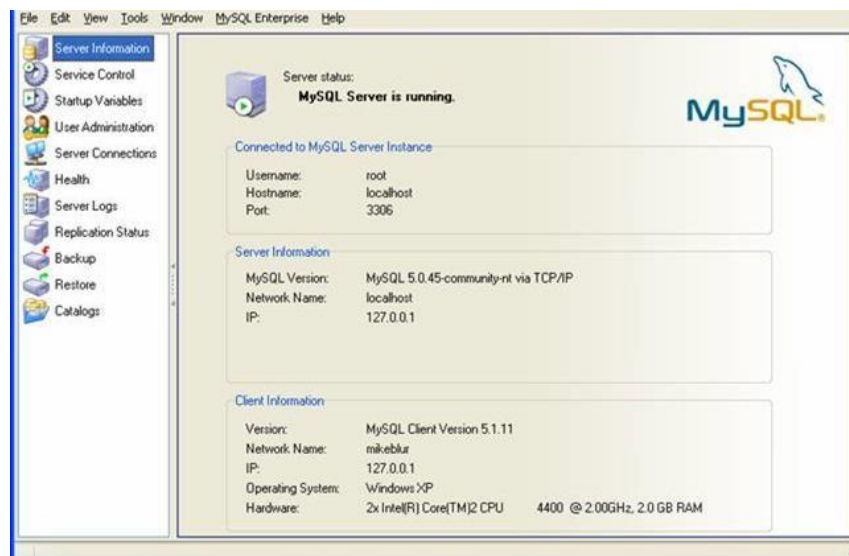 File Edit View Tools Window MySQL Enterprise Help
Server Information
Service Control
Startup Variables
User Administration
Server Connections
Health
Server Logs
Replication Status
Backup
Restore
Catalogs
Server status:
MySQL Server is running.
MySQL
Connected to MySQL Server Instance
Username: root
Hostname: localhost
Port: 3306
Server Information
MySQL Version: MySQL 5.0.45-community-nt via TCP/IP
Network Name: localhost
IP: 127.0.0.1
Client Information
Version: MySQL Client Version 5.1.11
Network Name: mikeblur
IP: 127.0.0.1
Operating System: Windows XP
Hardware: 2x Intel(R) Core(TM)2 CPU 4400 @ 2.00GHz, 2.0 GB RAM